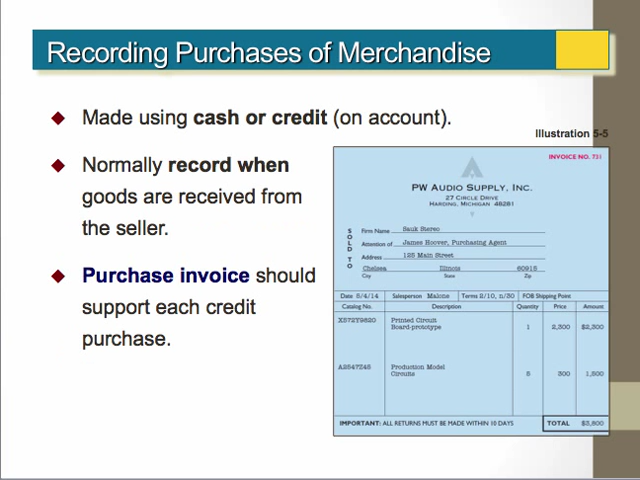 Recording Purchases of Merchandise
Made using cash or credit (on account).
Normally record when
goods are received from
the seller.
Purchase invoice should
support each credit
purchase.
Illustration 5-5
INVOICE NO. 731
PW AUDIO SUPPLY, INC.
27 CIRCLE DRIVE
HARDING, MICHIGAN 48281
SOLD TO
Firm Name Sauk Stereo
Attention of James Hoover, Purchasing Agent
Address 125 Main Street
Chelsea Illinois 60915
City State Zip
Date 5/4/14 Salesperson Malone Terms 2/10, n/30 FOB Shipping Point
Catalog No. Description Quantity Price Amount
X572Y9820 Printed Circuit Board-prototype 1 2,300 $2,300
A2547Z45 Production Model Circuits 5 300 1,500
IMPORTANT: ALL RETURNS MUST BE MADE WITHIN 10 DAYS TOTAL $3,800